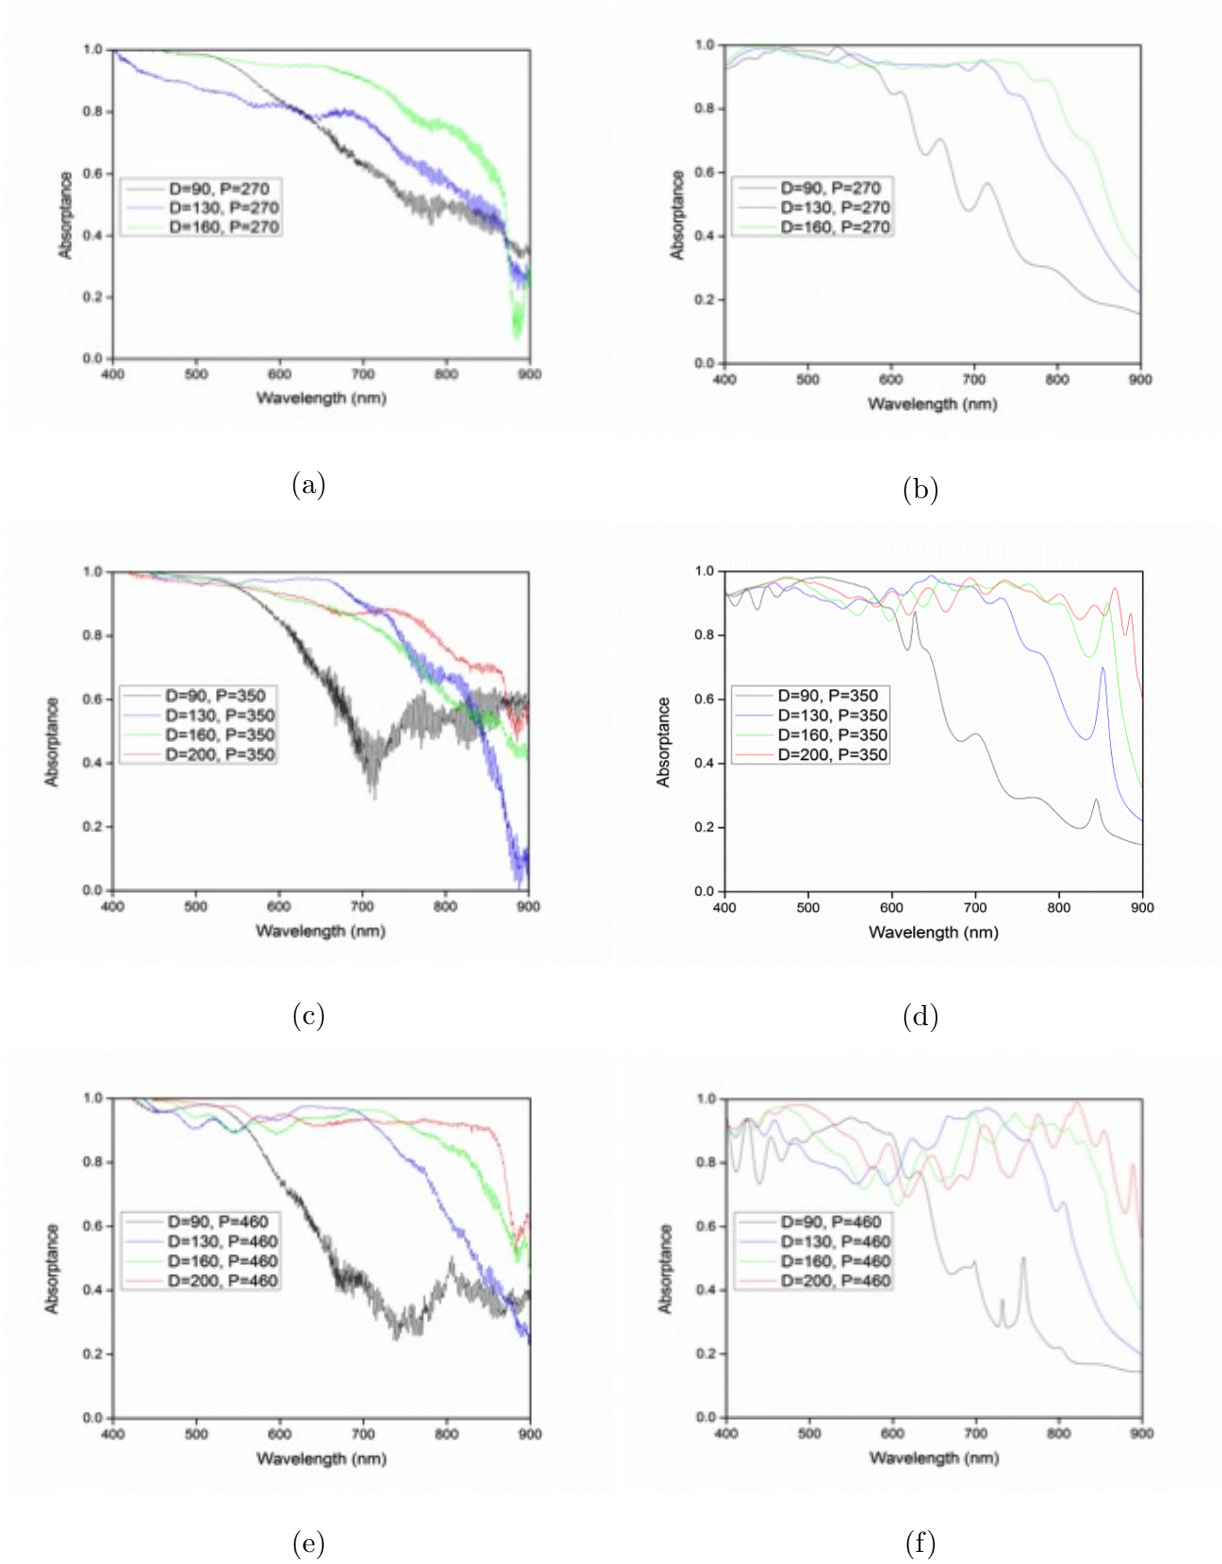 1.0
0.8
0.6
0.4
0.2
0.0
Absorptance
D=90, P=270
D=130, P=270
D=160, P=270
400 500 600 700 800 900
Wavelength (nm)
(a)
1.0
0.8
0.6
0.4
0.2
0.0
Absorptance
D=90, P=270
D=130, P=270
D=160, P=270
400 500 600 700 800 900
Wavelength (nm)
(b)
1.0
0.8
0.6
0.4
0.2
0.0
Absorptance
D=90, P=350
D=130, P=350
D=160, P=350
D=200, P=350
400 500 600 700 800 900
Wavelength (nm)
(c)
1.0
0.8
0.6
0.4
0.2
0.0
Absorptance
D=90, P=350
D=130, P=350
D=160, P=350
D=200, P=350
400 500 600 700 800 900
Wavelength (nm)
(d)
1.0
0.8
0.6
0.4
0.2
0.0
Absorptance
D=90, P=460
D=130, P=460
D=160, P=460
D=200, P=460
400 500 600 700 800 900
Wavelength (nm)
(e)
1.0
0.8
0.6
0.4
0.2
0.0
Absorptance
D=90, P=460
D=130, P=460
D=160, P=460
D=200, P=460
400 500 600 700 800 900
Wavelength (nm)
(f)